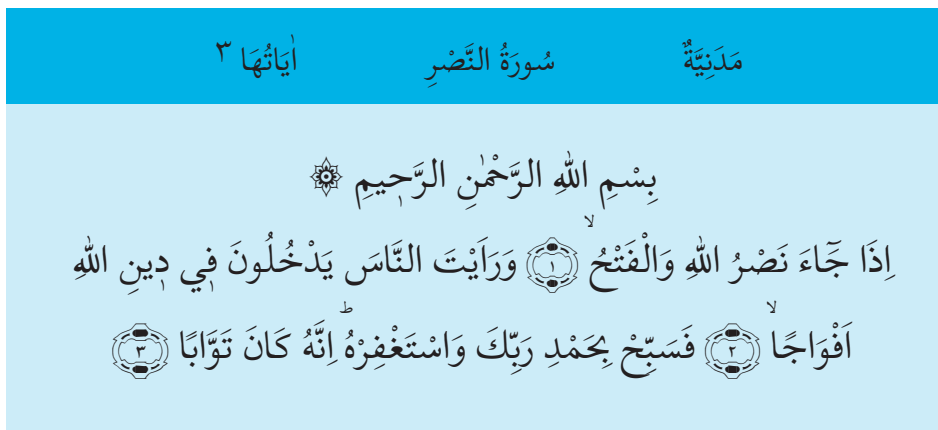 مَدَنِيَّةٌ سُورَةُ النَّصْرِ اٰيَاتُهَا ٣
بِسْمِ اللّٰهِ الرَّحْمٰنِ الرَّح۪يمِ ۞
اِذَا جَٓاءَ نَصْرُ اللّٰهِ وَالْفَتْحُۙ ﴿١﴾ وَرَاَيْتَ النَّاسَ يَدْخُلُونَ ف۪ي د۪ينِ اللّٰهِ
اَفْوَاجًاۙ ﴿٢﴾ فَسَبِّحْ بِحَمْدِ رَبِّكَ وَاسْتَغْفِرْهُۜ اِنَّهُ كَانَ تَوَّابًا ﴿٣﴾